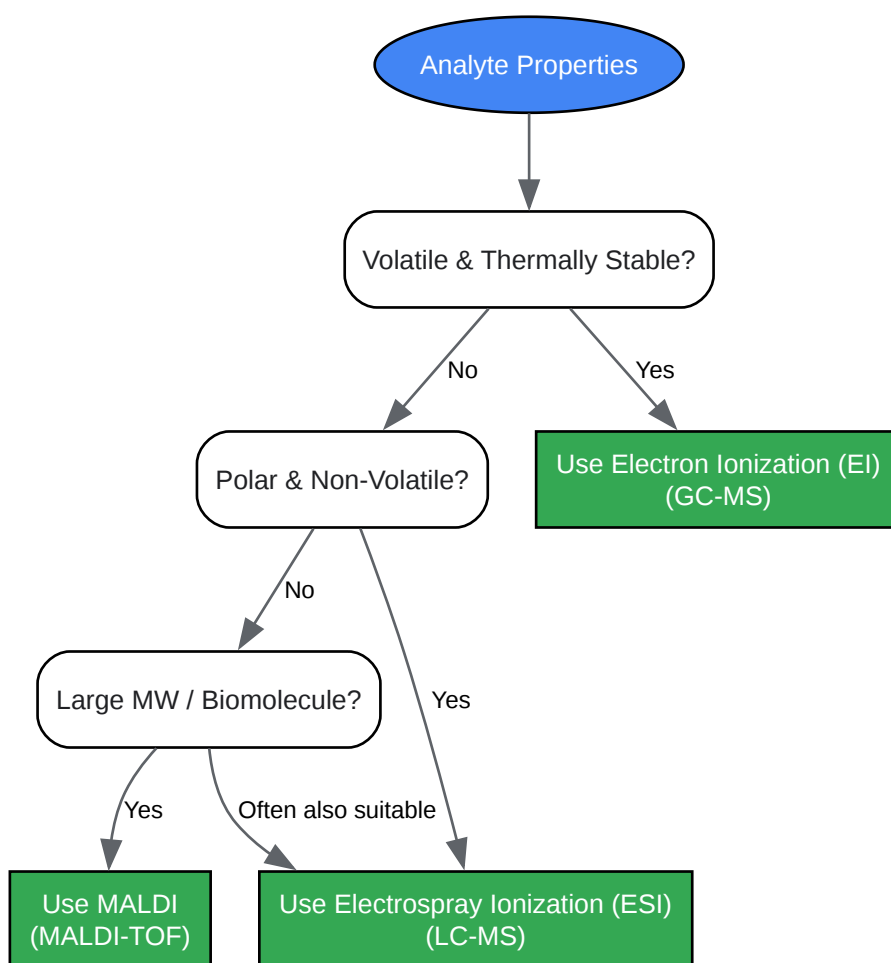 Analyte Properties
Volatile & Thermally Stable?
No
Yes
Polar & Non-Volatile?
Use Electron Ionization (EI)
(GC-MS)
No
Large MW / Biomolecule?
Yes
Yes
Often also suitable
Use MALDI
(MALDI-TOF)
Use Electrospray Ionization (ESI)
(LC-MS)